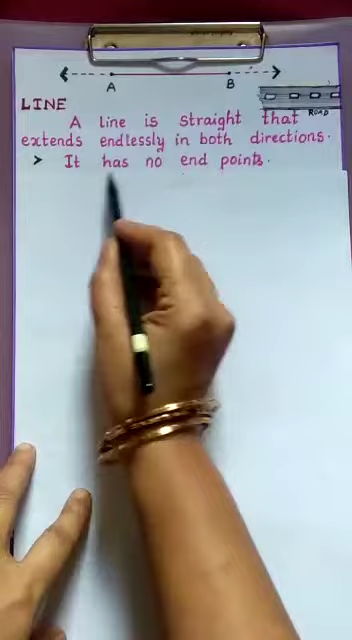 A B
LINE
ROAD
A line is straight that
extends endlessly in both directions.
> It has no end points.